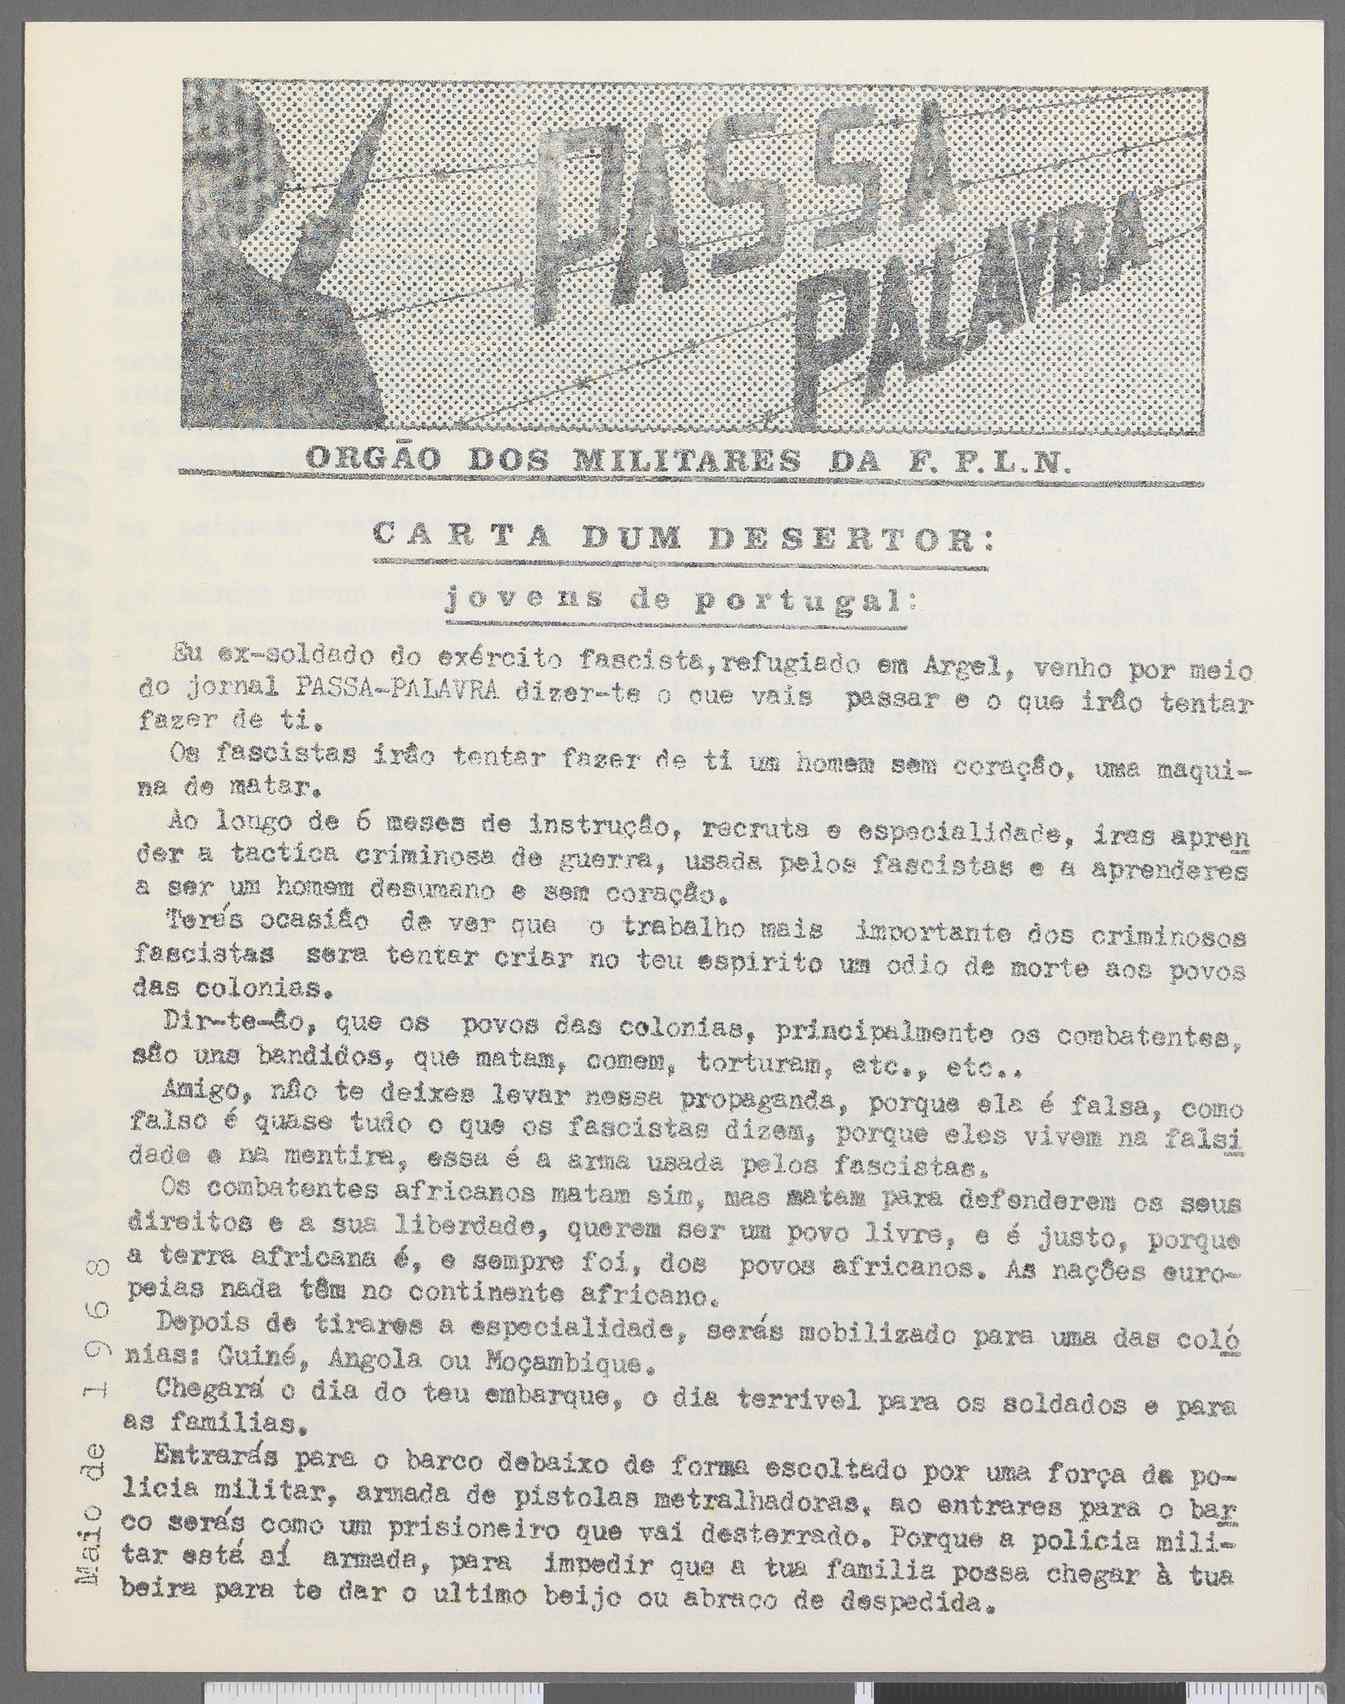 PASSA
PALAVRA
ORGÃO DOS MILITARES DA F. P. L. N.
CARTA DUM DESERTOR:
jovens de portugal:
Eu ex-soldado do exército fascista, refugiado em Argel, venho por meio
do jornal PASSA-PALAVRA dizer-te o que vais passar e o que irão tentar
fazer de ti.
Os fascistas irão tentar fazer de ti um homem sem coração, uma maqui-
na de matar.
Ao longo de 6 meses de instrução, recruta e especialidade, iras apren
der a tactica criminosa de guerra, usada pelos fascistas e a aprenderes
a ser um homem desumano e sem coração.
Terás ocasião de ver que o trabalho mais importante dos criminosos
fascistas sera tentar criar no teu espirito um odio de morte aos povos
das colonias.
Dir-te-ão, que os povos das colonias, principalmente os combatentes,
são uns bandidos, que matam, comem, torturam, etc., etc..
Amigo, não te deixes levar nessa propaganda, porque ela é falsa, como
falso é quase tudo o que os fascistas dizem, porque eles vivem na falsi
dade e na mentira, essa é a arma usada pelos fascistas.
Os combatentes africanos matam sim, mas matam para defenderem os seus
direitos e a sua liberdade, querem ser um povo livre, e é justo, porque
a terra africana é, e sempre foi, dos povos africanos. As nações euro-
peias nada têm no continente africano.
Depois de tirares a especialidade, serás mobilizado para uma das coló
nias: Guiné, Angola ou Moçambique.
Chegará o dia do teu embarque, o dia terrivel para os soldados e para
as familias.
Entrarás para o barco debaixo de forma escoltado por uma força de po-
licia militar, armada de pistolas metralhadoras, ao entrares para o bar
co serás como um prisioneiro que vai desterrado. Porque a policia mili-
tar está aí armada, para impedir que a tua familia possa chegar à tua
beira para te dar o ultimo beijo ou abraço de despedida.
Maio de 1968